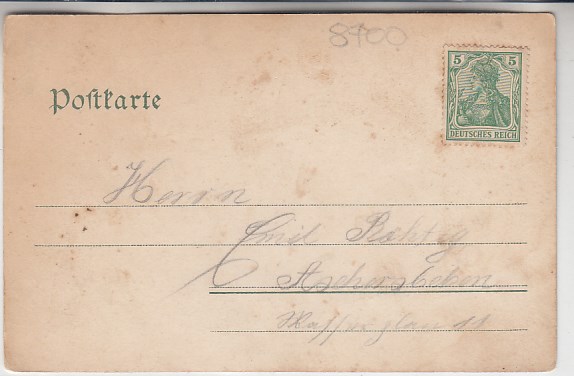 8700
5 5
DEUTSCHES REICH
Postkarte
Herrn
Emil
Aschersleben